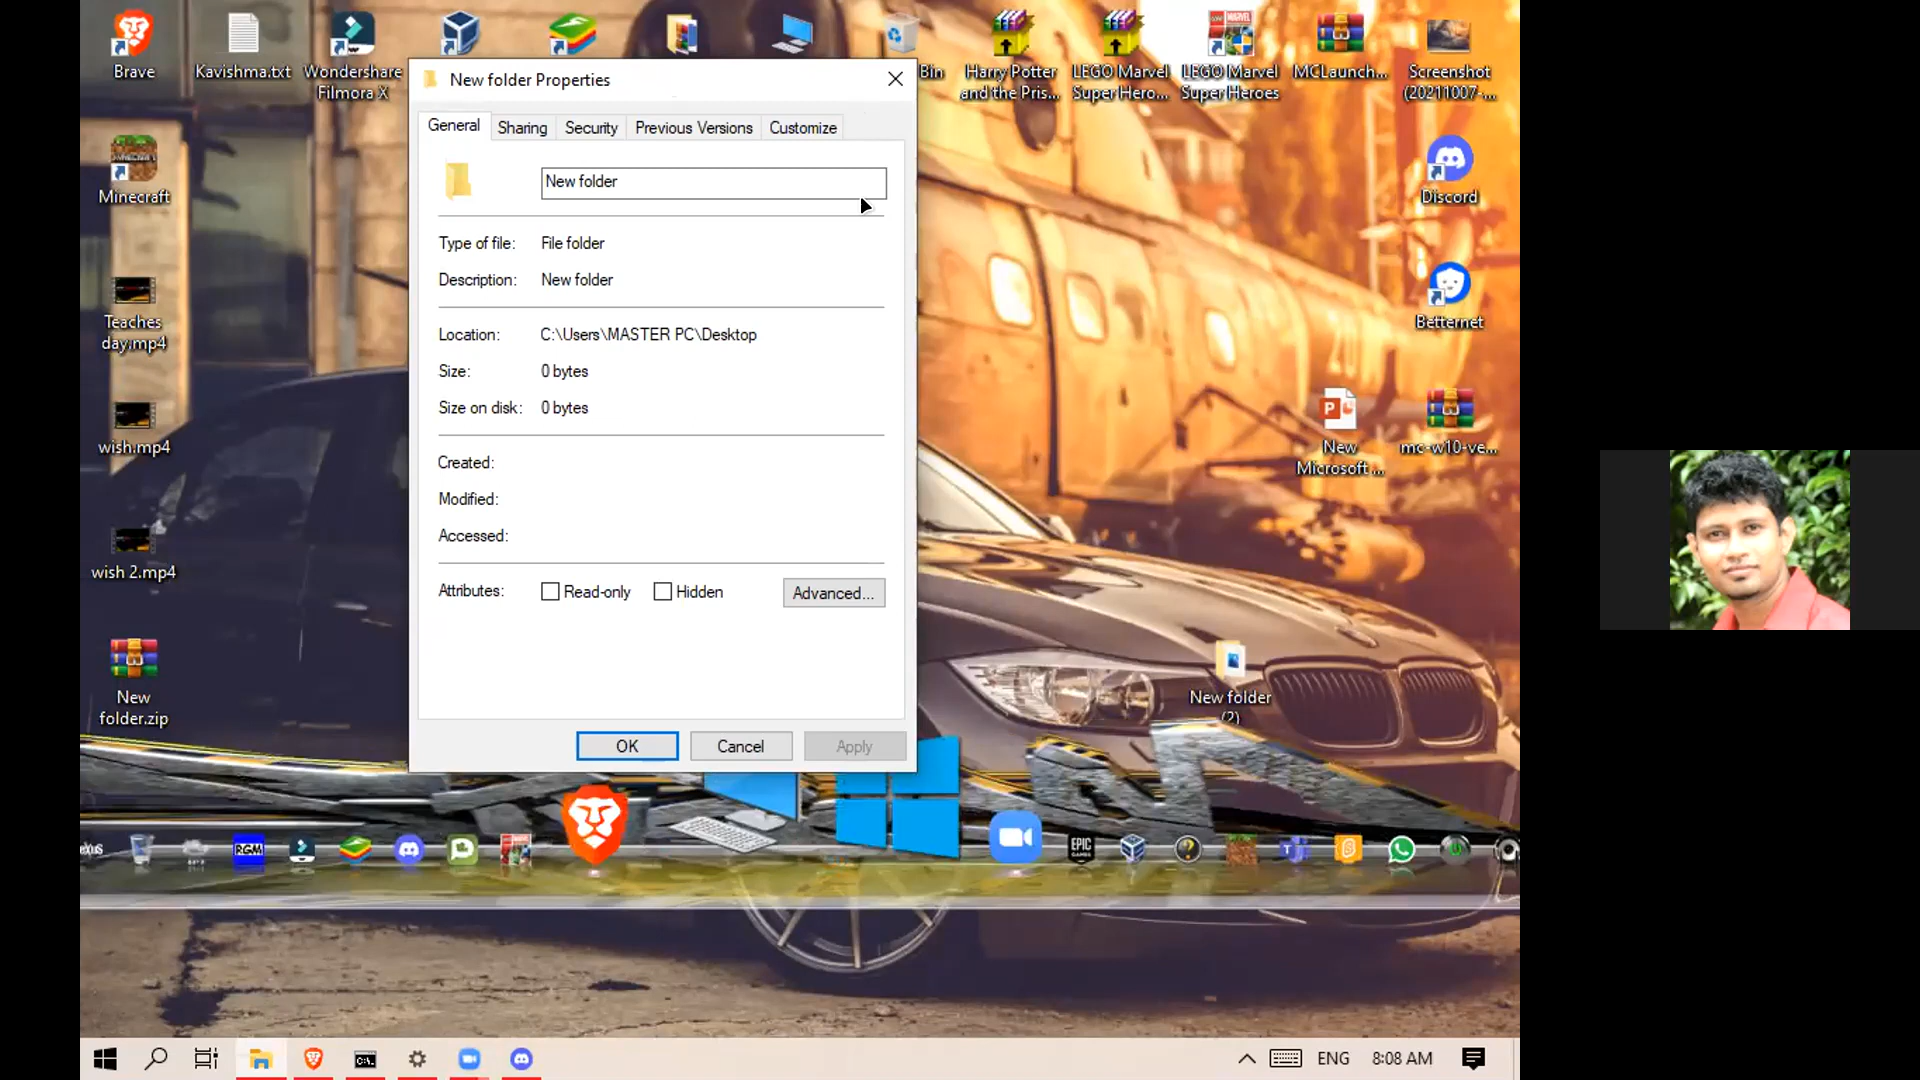 Brave
Kavishma.txt
Wondershare
Filmora X
Bin
Harry Potter
and the Pris...
LEGO Marvel
Super Hero...
LEGO Marvel
Super Heroes
MCLaunch...
Screenshot
(20211007-...
New folder Properties
General
Sharing
Security
Previous Versions
Customize
New folder
Type of file:
File folder
Description:
New folder
Location:
C:\Users\MASTER PC\Desktop
Size:
0 bytes
Size on disk:
0 bytes
Created:
Modified:
Accessed:
Attributes:
Read-only
Hidden
Advanced...
OK
Cancel
Apply
Minecraft
Teaches
day.mp4
wish.mp4
wish 2.mp4
New
folder.zip
Discord
Betternet
New
Microsoft ...
mc-w10-ve...
New folder
(2)
RGM
EPIC
GAMES
ENG
8:08 AM